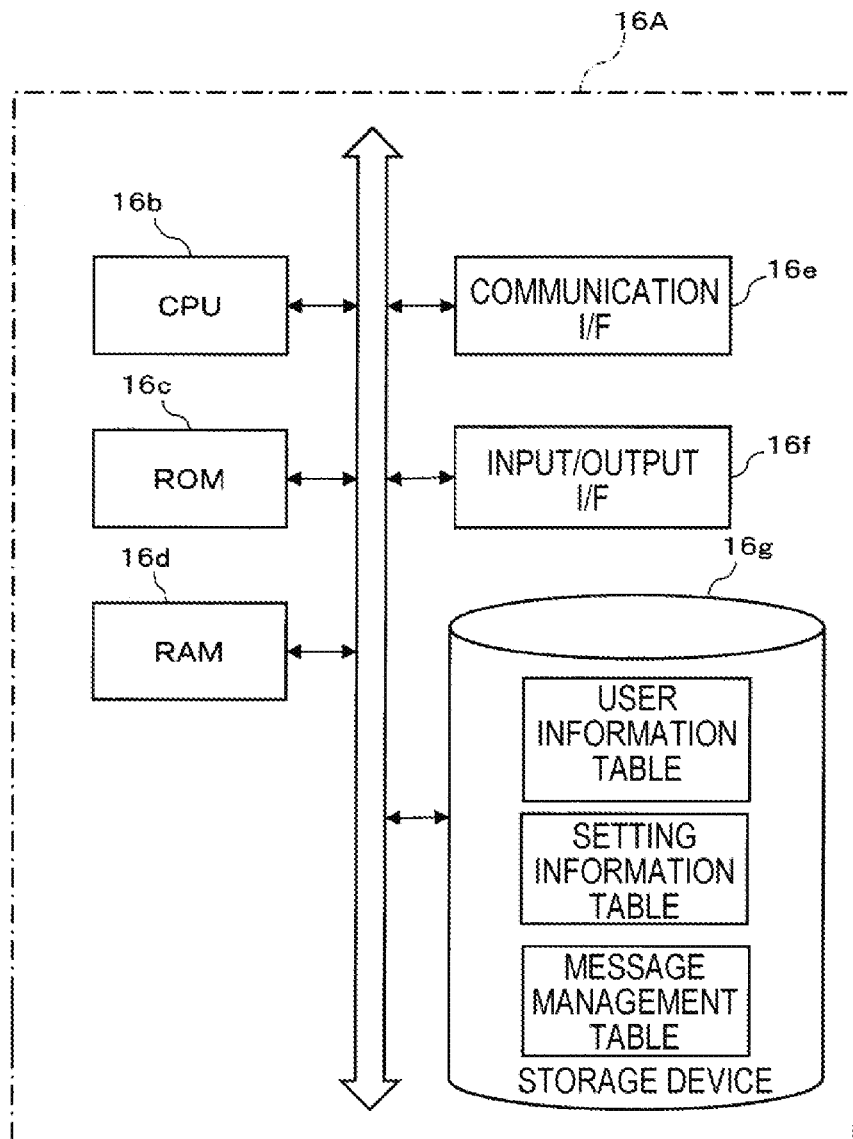 16A
16b
CPU
16c
ROM
16d
RAM
COMMUNICATION
I/F
16e
INPUT/OUTPUT
I/F
16f
16g
USER
INFORMATION
TABLE
SETTING
INFORMATION
TABLE
MESSAGE
MANAGEMENT
TABLE
STORAGE DEVICE